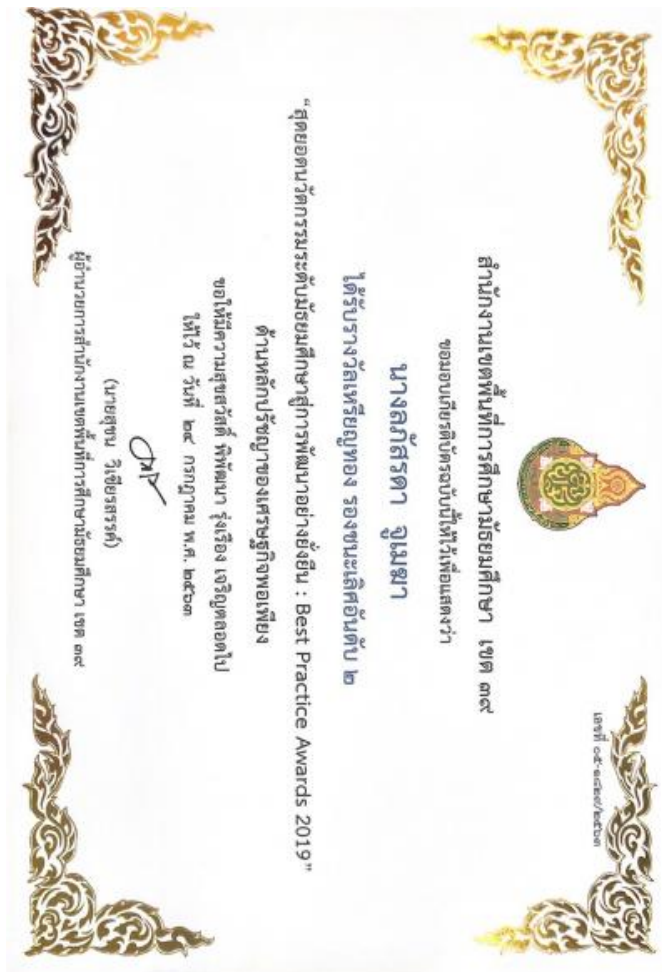 สำนักงานเขตพื้นที่การศึกษามัธยมศึกษา เขต ๓๙
ขอมอบเกียรติบัตรฉบับนี้ให้ไว้เพื่อแสดงว่า
นางลภัสรดา จูเมฆา
ได้รับรางวัลเหรียญทอง รองชนะเลิศอันดับ ๒
“สุดยอดนวัตกรรมระดับมัธยมศึกษาสู่การพัฒนาอย่างยั่งยืน : Best Practice Awards 2019”
ด้านหลักปรัชญาของเศรษฐกิจพอเพียง
ขอให้มีความสุขสวัสดิ์ พิพัฒนา รุ่งเรือง เจริญตลอดไป
ให้ไว้ ณ วันที่ ๒๔ กรกฎาคม พ.ศ. ๒๕๖๓
(นายสุชน วิเชียรสรรค์)
ผู้อำนวยการสำนักงานเขตพื้นที่การศึกษามัธยมศึกษา เขต ๓๙